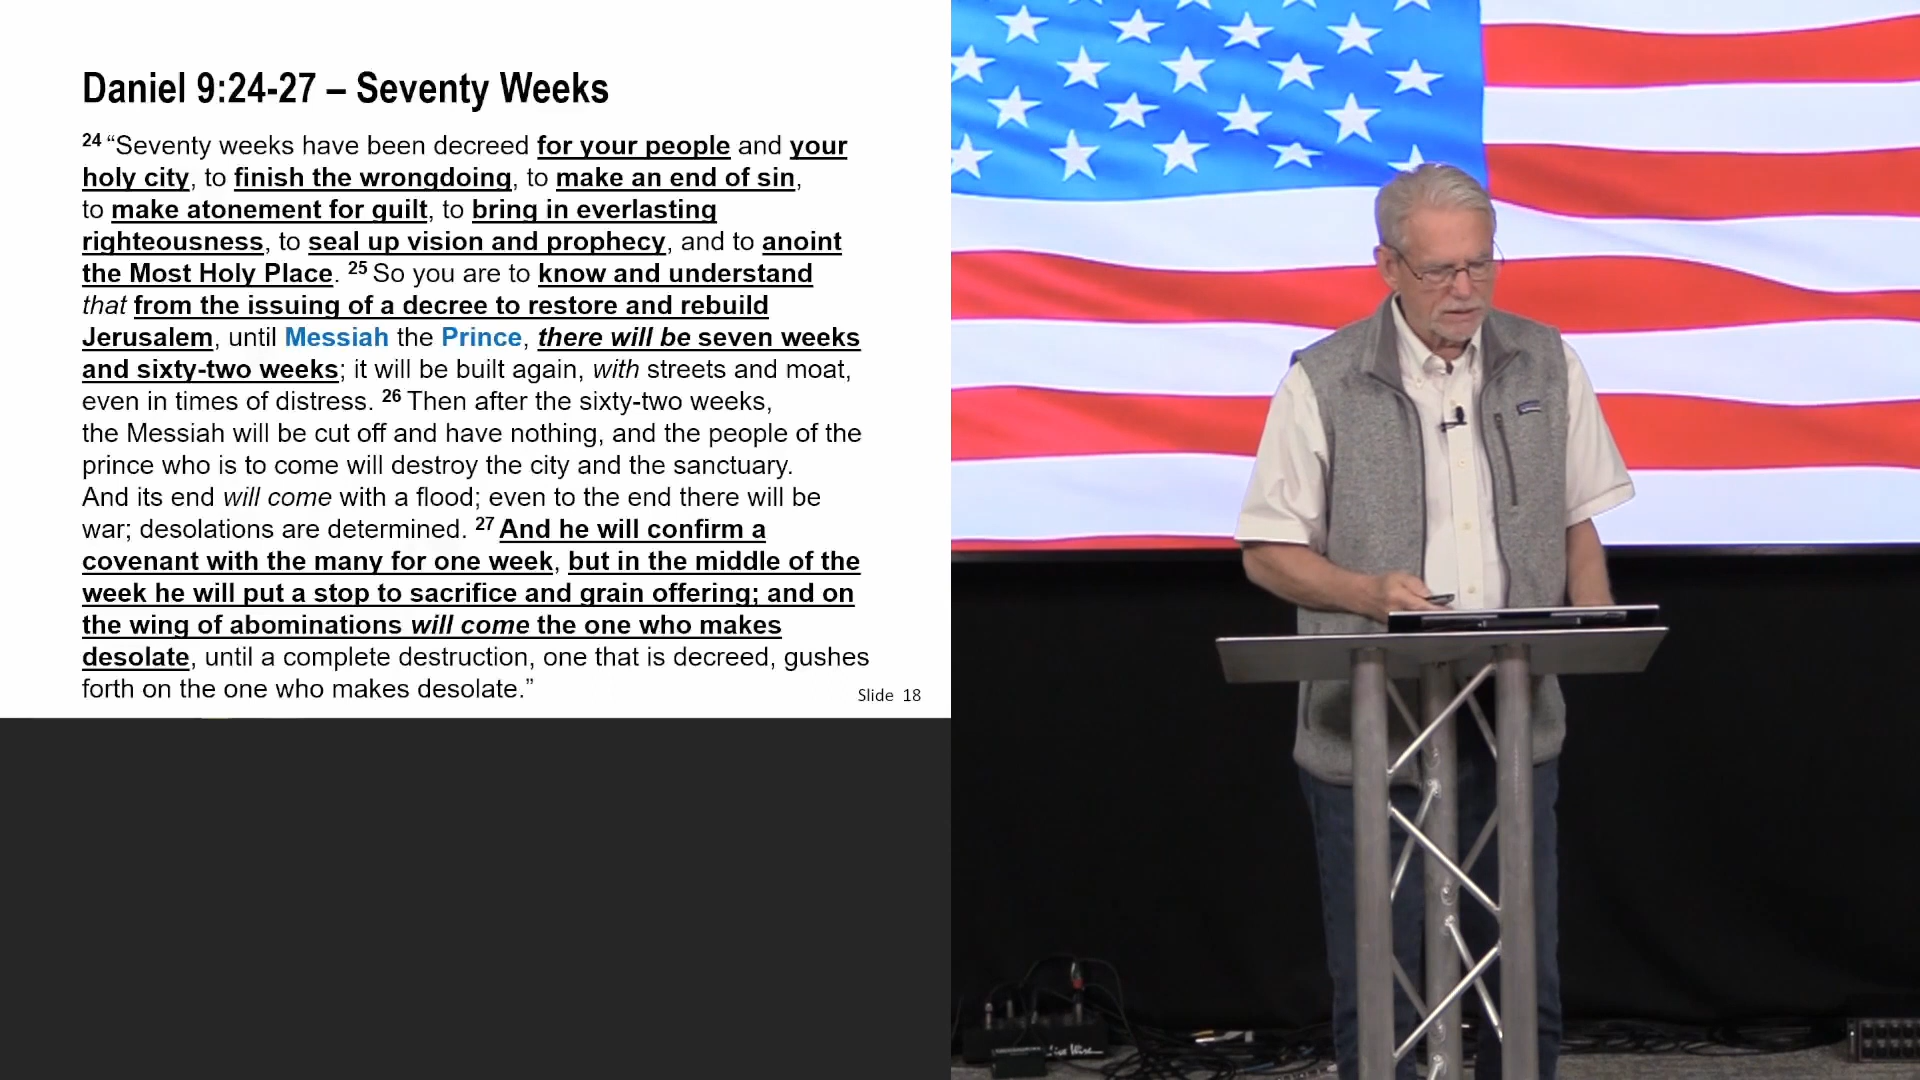 Daniel 9:24-27 – Seventy Weeks
24 “Seventy weeks have been decreed for your people and your
holy city, to finish the wrongdoing, to make an end of sin,
to make atonement for guilt, to bring in everlasting
righteousness, to seal up vision and prophecy, and to anoint
the Most Holy Place. 25 So you are to know and understand
that from the issuing of a decree to restore and rebuild
Jerusalem, until Messiah the Prince, there will be seven weeks
and sixty-two weeks; it will be built again, with streets and moat,
even in times of distress. 26 Then after the sixty-two weeks,
the Messiah will be cut off and have nothing, and the people of the
prince who is to come will destroy the city and the sanctuary.
And its end will come with a flood; even to the end there will be
war; desolations are determined. 27 And he will confirm a
covenant with the many for one week, but in the middle of the
week he will put a stop to sacrifice and grain offering; and on
the wing of abominations will come the one who makes
desolate, until a complete destruction, one that is decreed, gushes
forth on the one who makes desolate.”
Slide 18
Live Wire